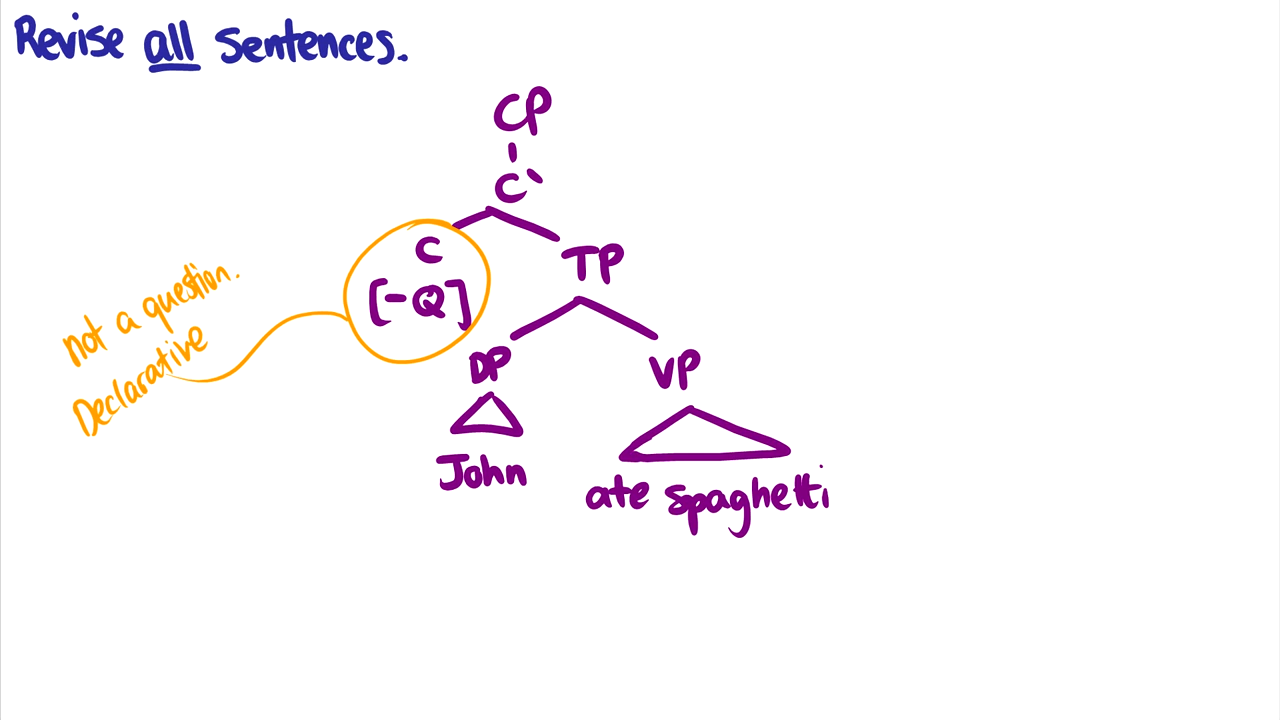 Revise all sentences.
CP
C`
C
TP
[-Q]
not a question.
Declarative
DP
VP
John
ate spaghetti